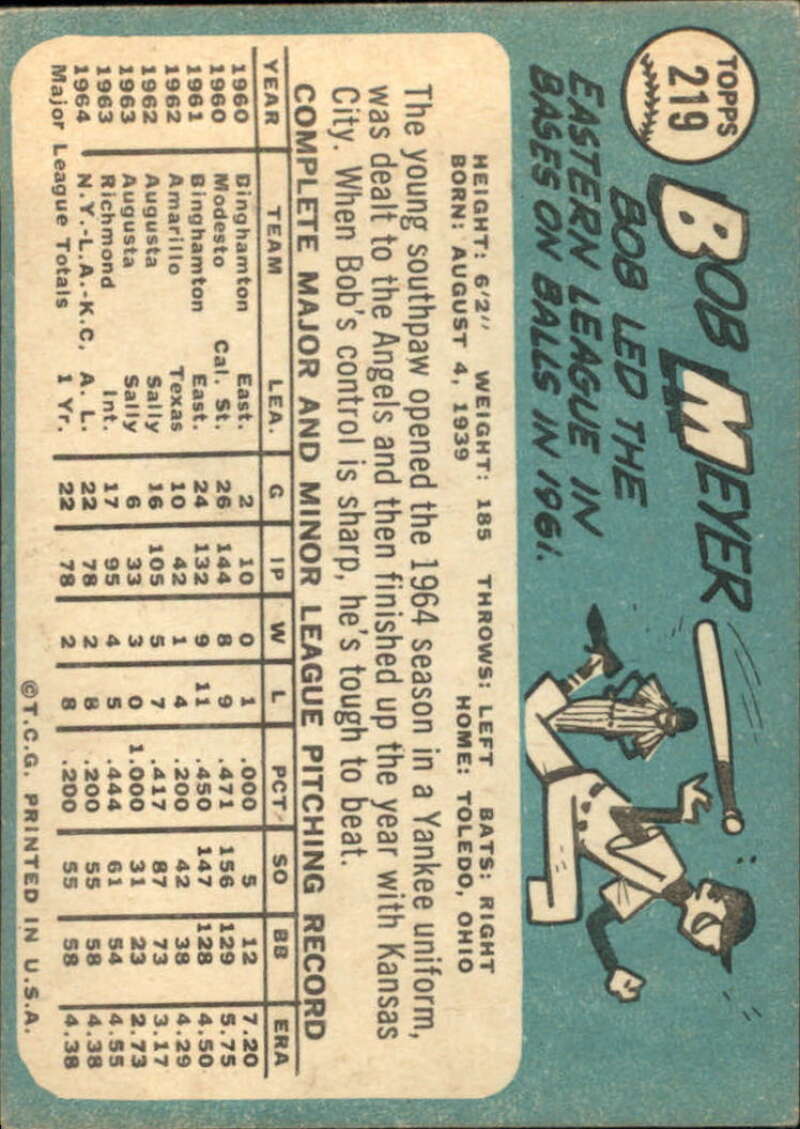 TOPPS
219
BOB MEYER
BOB LED THE
EASTERN LEAGUE IN
BASES ON BALLS IN 1961.
HEIGHT: 6'2" WEIGHT: 185 THROWS: LEFT BATS: RIGHT
BORN: AUGUST 4, 1939 HOME: TOLEDO, OHIO
The young southpaw opened the 1964 season in a Yankee uniform,
was dealt to the Angels and then finished up the year with Kansas
City. When Bob's control is sharp, he's tough to beat.
COMPLETE MAJOR AND MINOR LEAGUE PITCHING RECORD
YEAR TEAM LEA. G IP W L PCT. SO BB ERA
1960 Binghamton East. 2 10 0 1 .000 5 12 7.20
1960 Modesto Cal. St. 26 144 8 9 .471 156 129 5.75
1961 Binghamton East. 24 132 9 11 .450 147 128 4.50
1962 Amarillo Texas 10 42 1 4 .200 42 38 4.29
1962 Augusta Sally 16 105 5 7 .417 87 73 3.17
1963 Augusta Sally 6 33 3 0 1.000 31 23 2.73
1963 Richmond Int. 17 95 4 5 .444 61 54 4.55
1964 N.Y.-L.A.-K.C. A. L. 22 78 2 8 .200 55 58 4.38
Major League Totals 1 Yr. 22 78 2 8 .200 55 58 4.38
©T.C.G. PRINTED IN U.S.A.